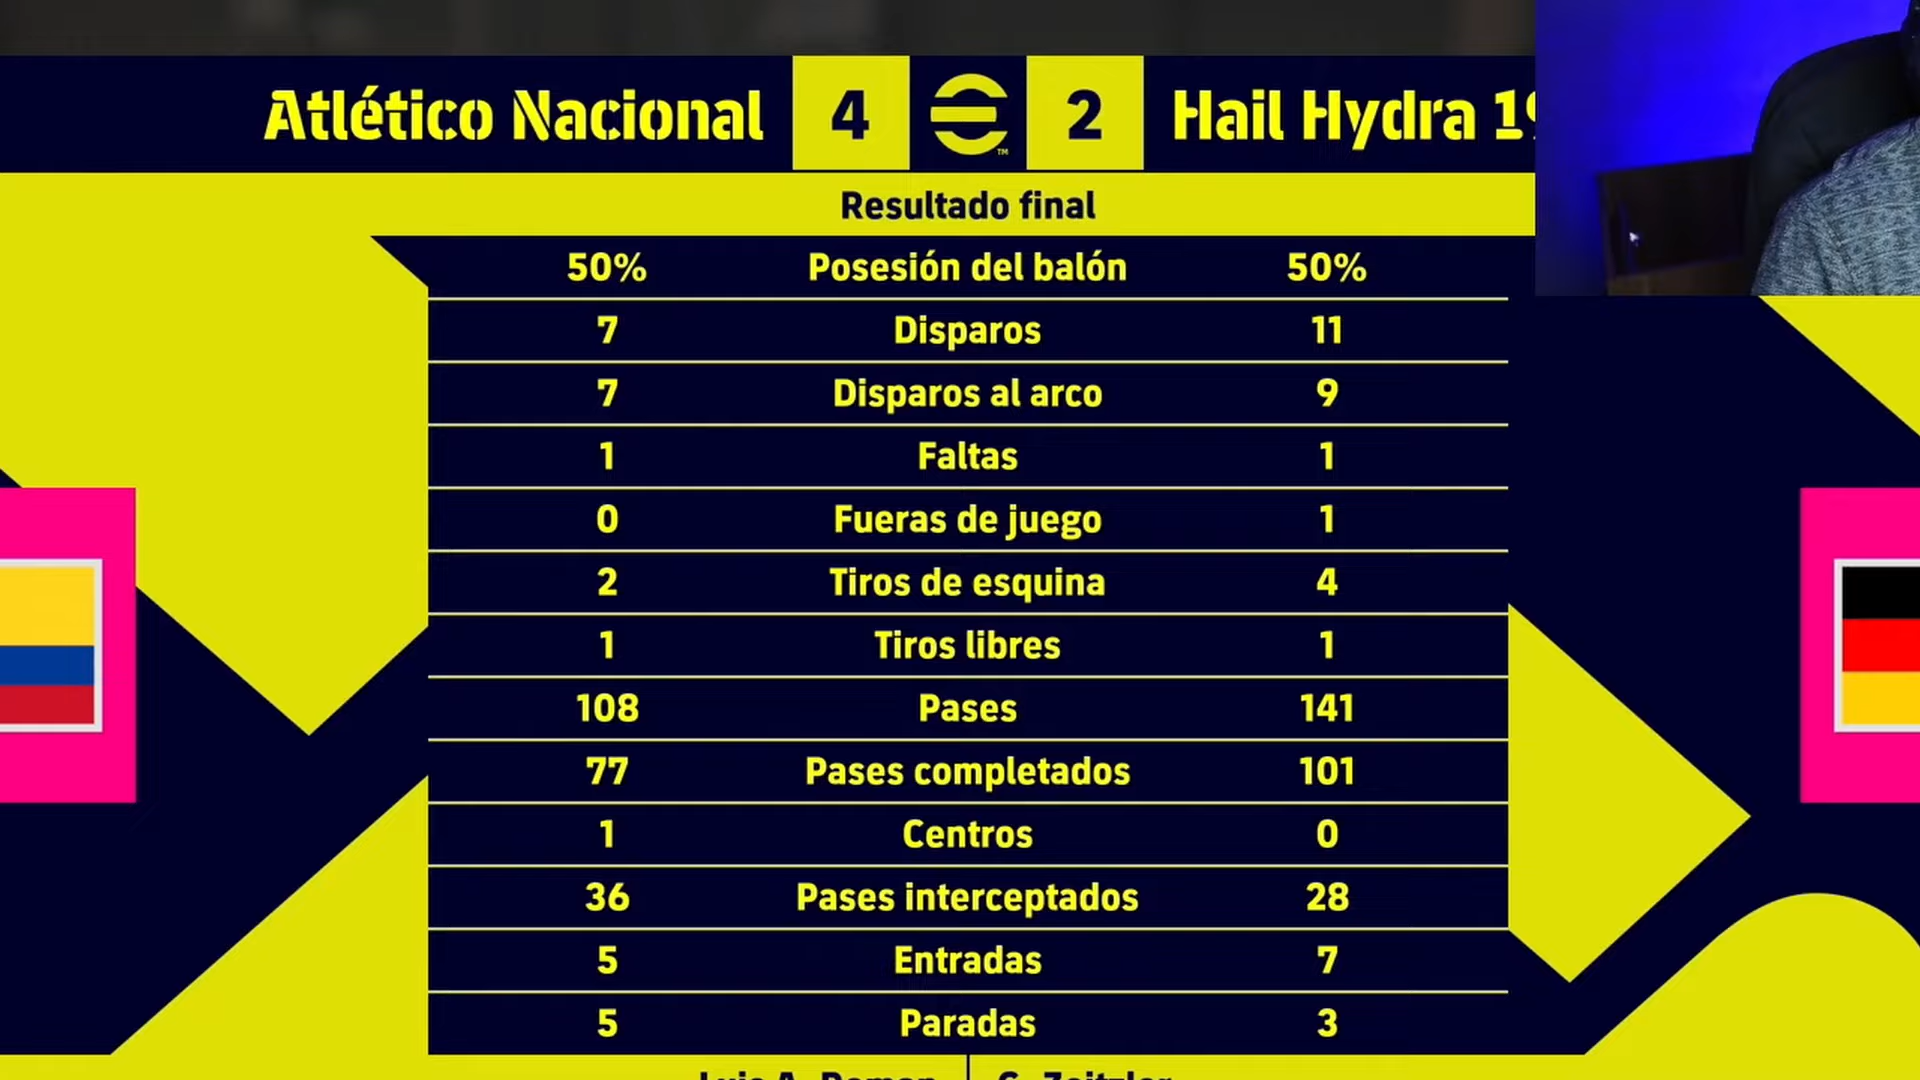 Atlético Nacional 4 2 Hail Hydra
TM
Resultado final
50% Posesión del balón 50%
7 Disparos 11
7 Disparos al arco 9
1 Faltas 1
0 Fueras de juego 1
2 Tiros de esquina 4
1 Tiros libres 1
108 Pases 141
77 Pases completados 101
1 Centros 0
36 Pases interceptados 28
5 Entradas 7
5 Paradas 3